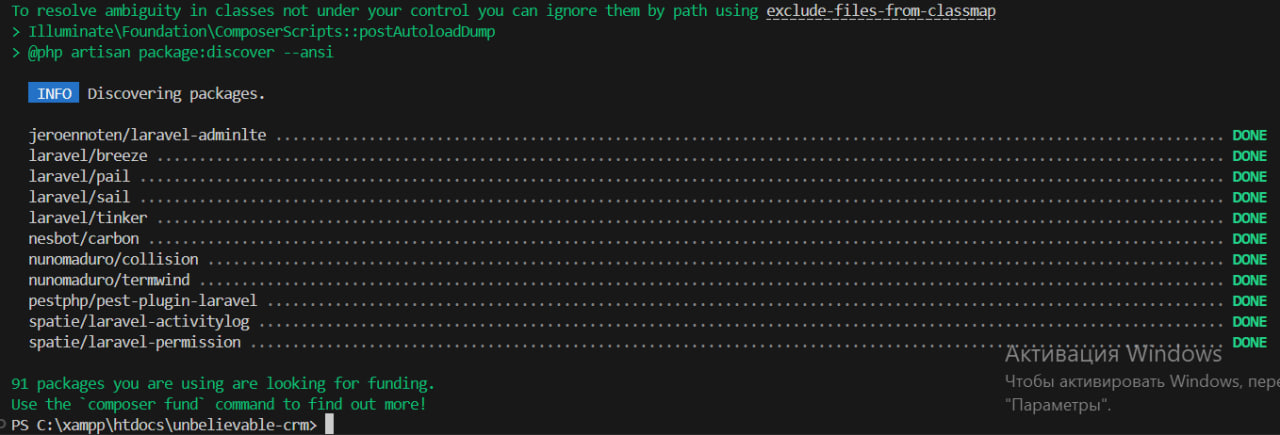 To resolve ambiguity in classes not under your control you can ignore them by path using exclude-files-from-classmap
> Illuminate\Foundation\ComposerScripts::postAutoloadDump
> @php artisan package:discover --ansi
INFO Discovering packages.
jeroennoten/laravel-adminlte ................................................................................................................ DONE
laravel/breeze .............................................................................................................................. DONE
laravel/pail ................................................................................................................................ DONE
laravel/sail ................................................................................................................................ DONE
laravel/tinker .............................................................................................................................. DONE
nesbot/carbon ............................................................................................................................... DONE
nunomaduro/collision ........................................................................................................................ DONE
nunomaduro/termwind ......................................................................................................................... DONE
pestphp/pest-plugin-laravel ................................................................................................................. DONE
spatie/laravel-activitylog .................................................................................................................. DONE
spatie/laravel-permission ................................................................................................................... DONE
Активация Windows
91 packages you are using are looking for funding.
Чтобы активировать Windows, пере
Use the `composer fund` command to find out more!
"Параметры".
PS C:\xampp\htdocs\unbelievable-crm>